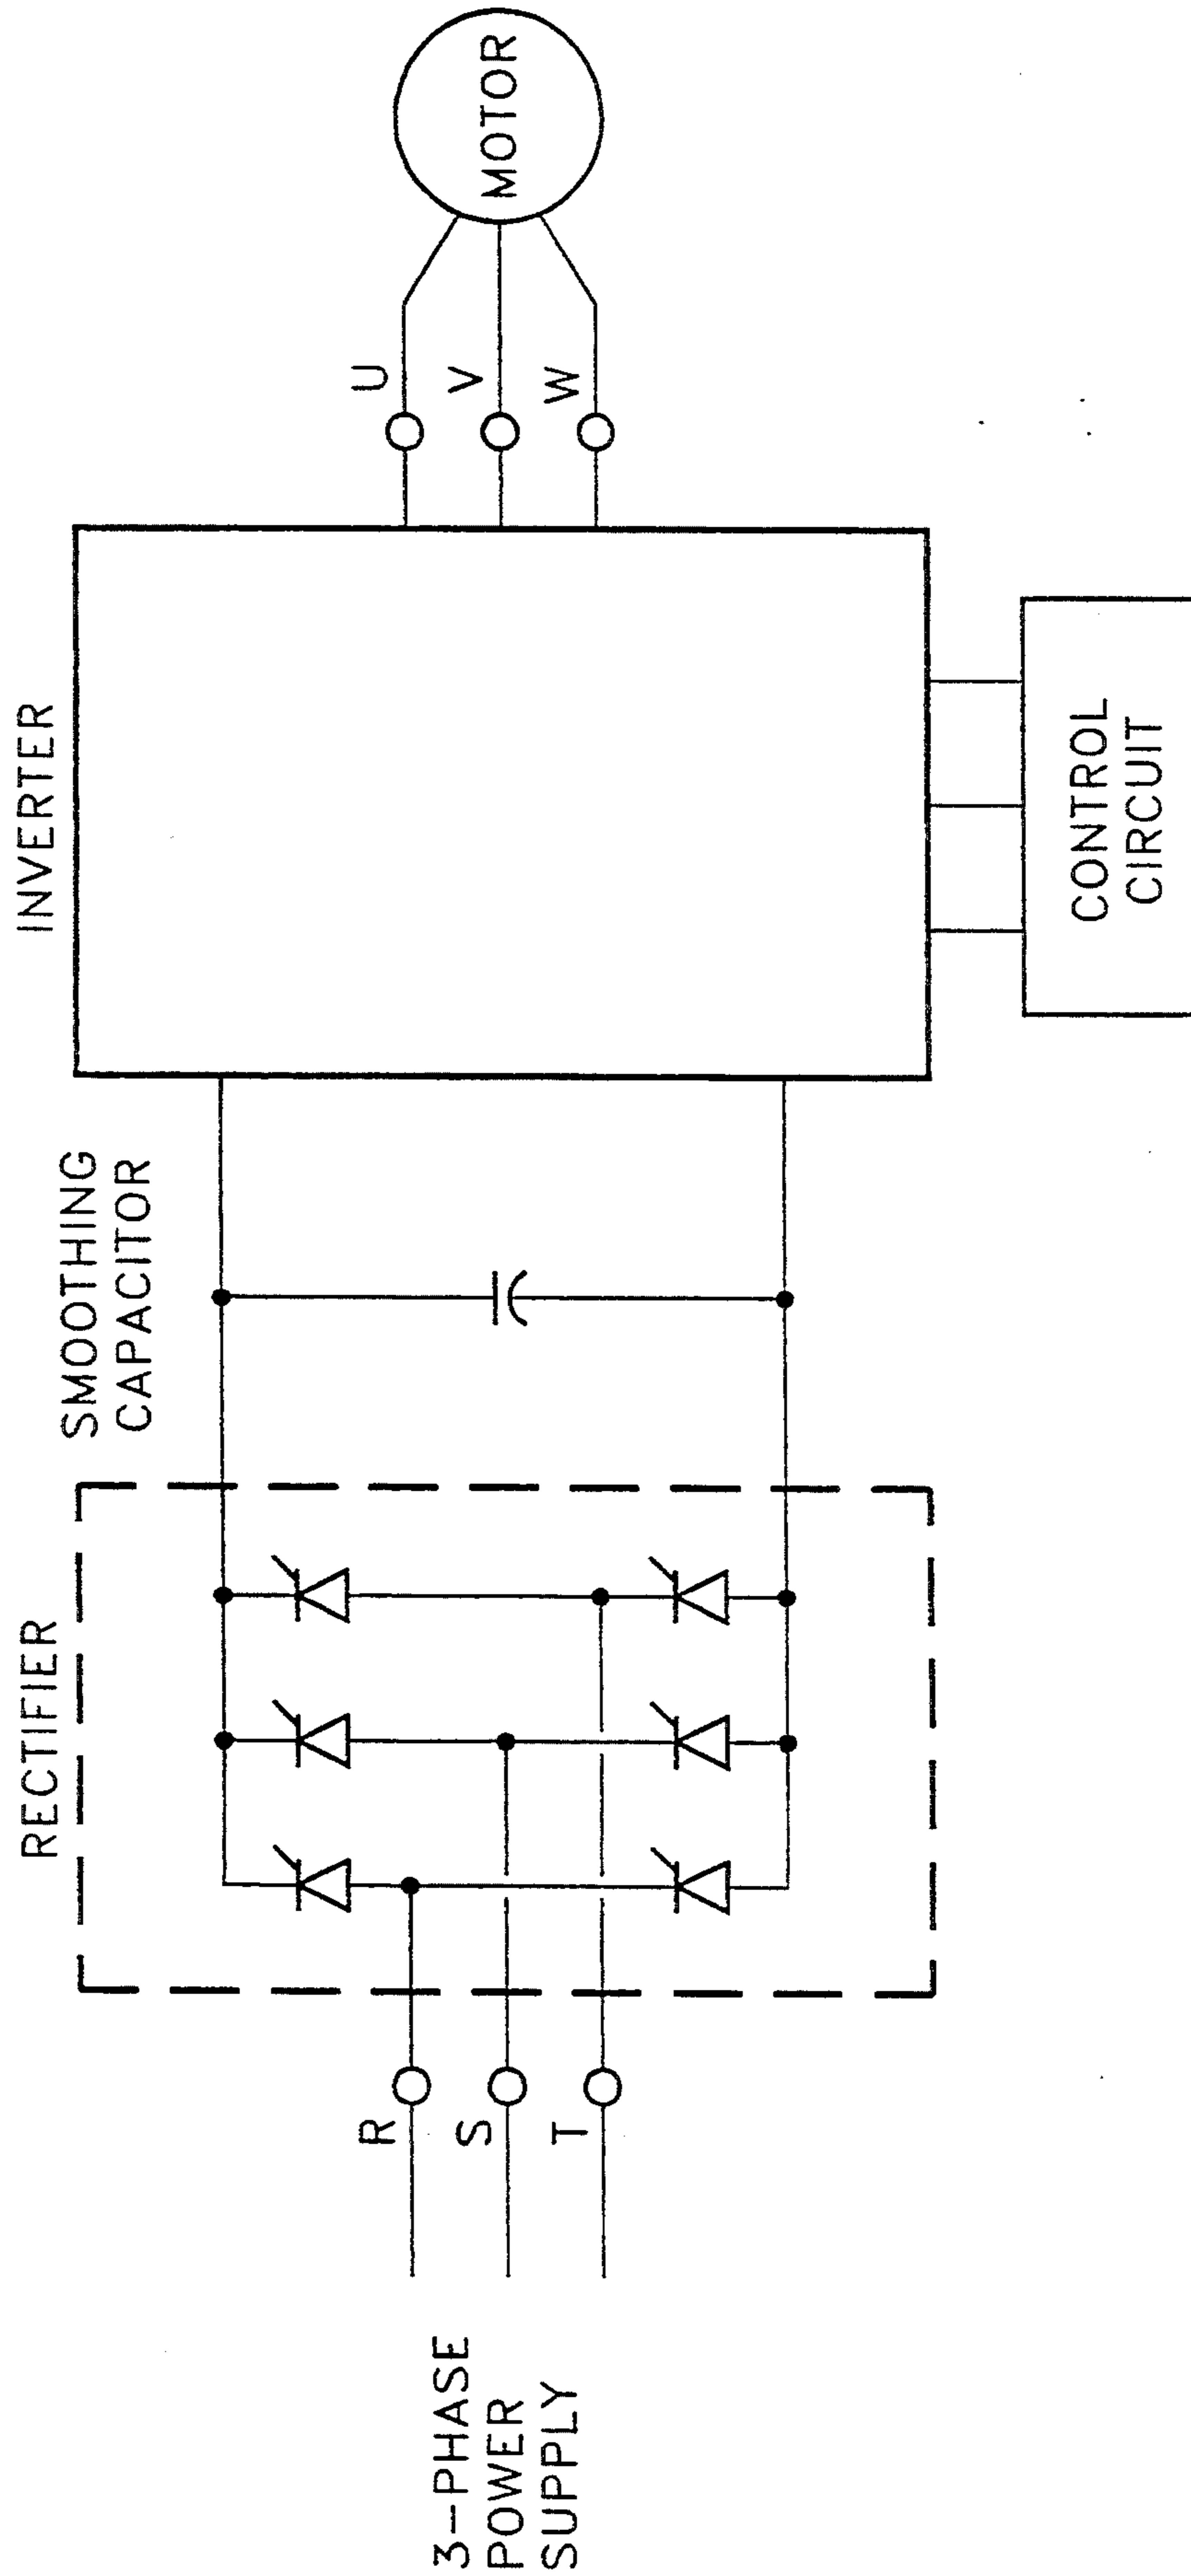 3-PHASE
POWER
SUPPLY
R
S
T
RECTIFIER
SMOOTHING
CAPACITOR
INVERTER
CONTROL
CIRCUIT
U
V
W
MOTOR